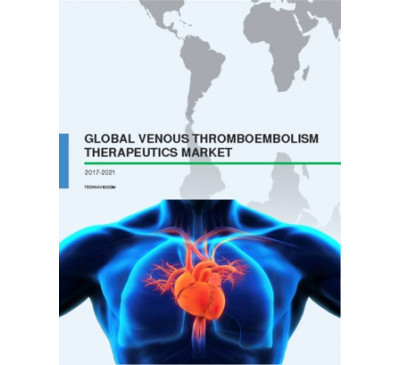 GLOBAL VENOUS THROMBOEMBOLISM
THERAPEUTICS MARKET
2017-2021